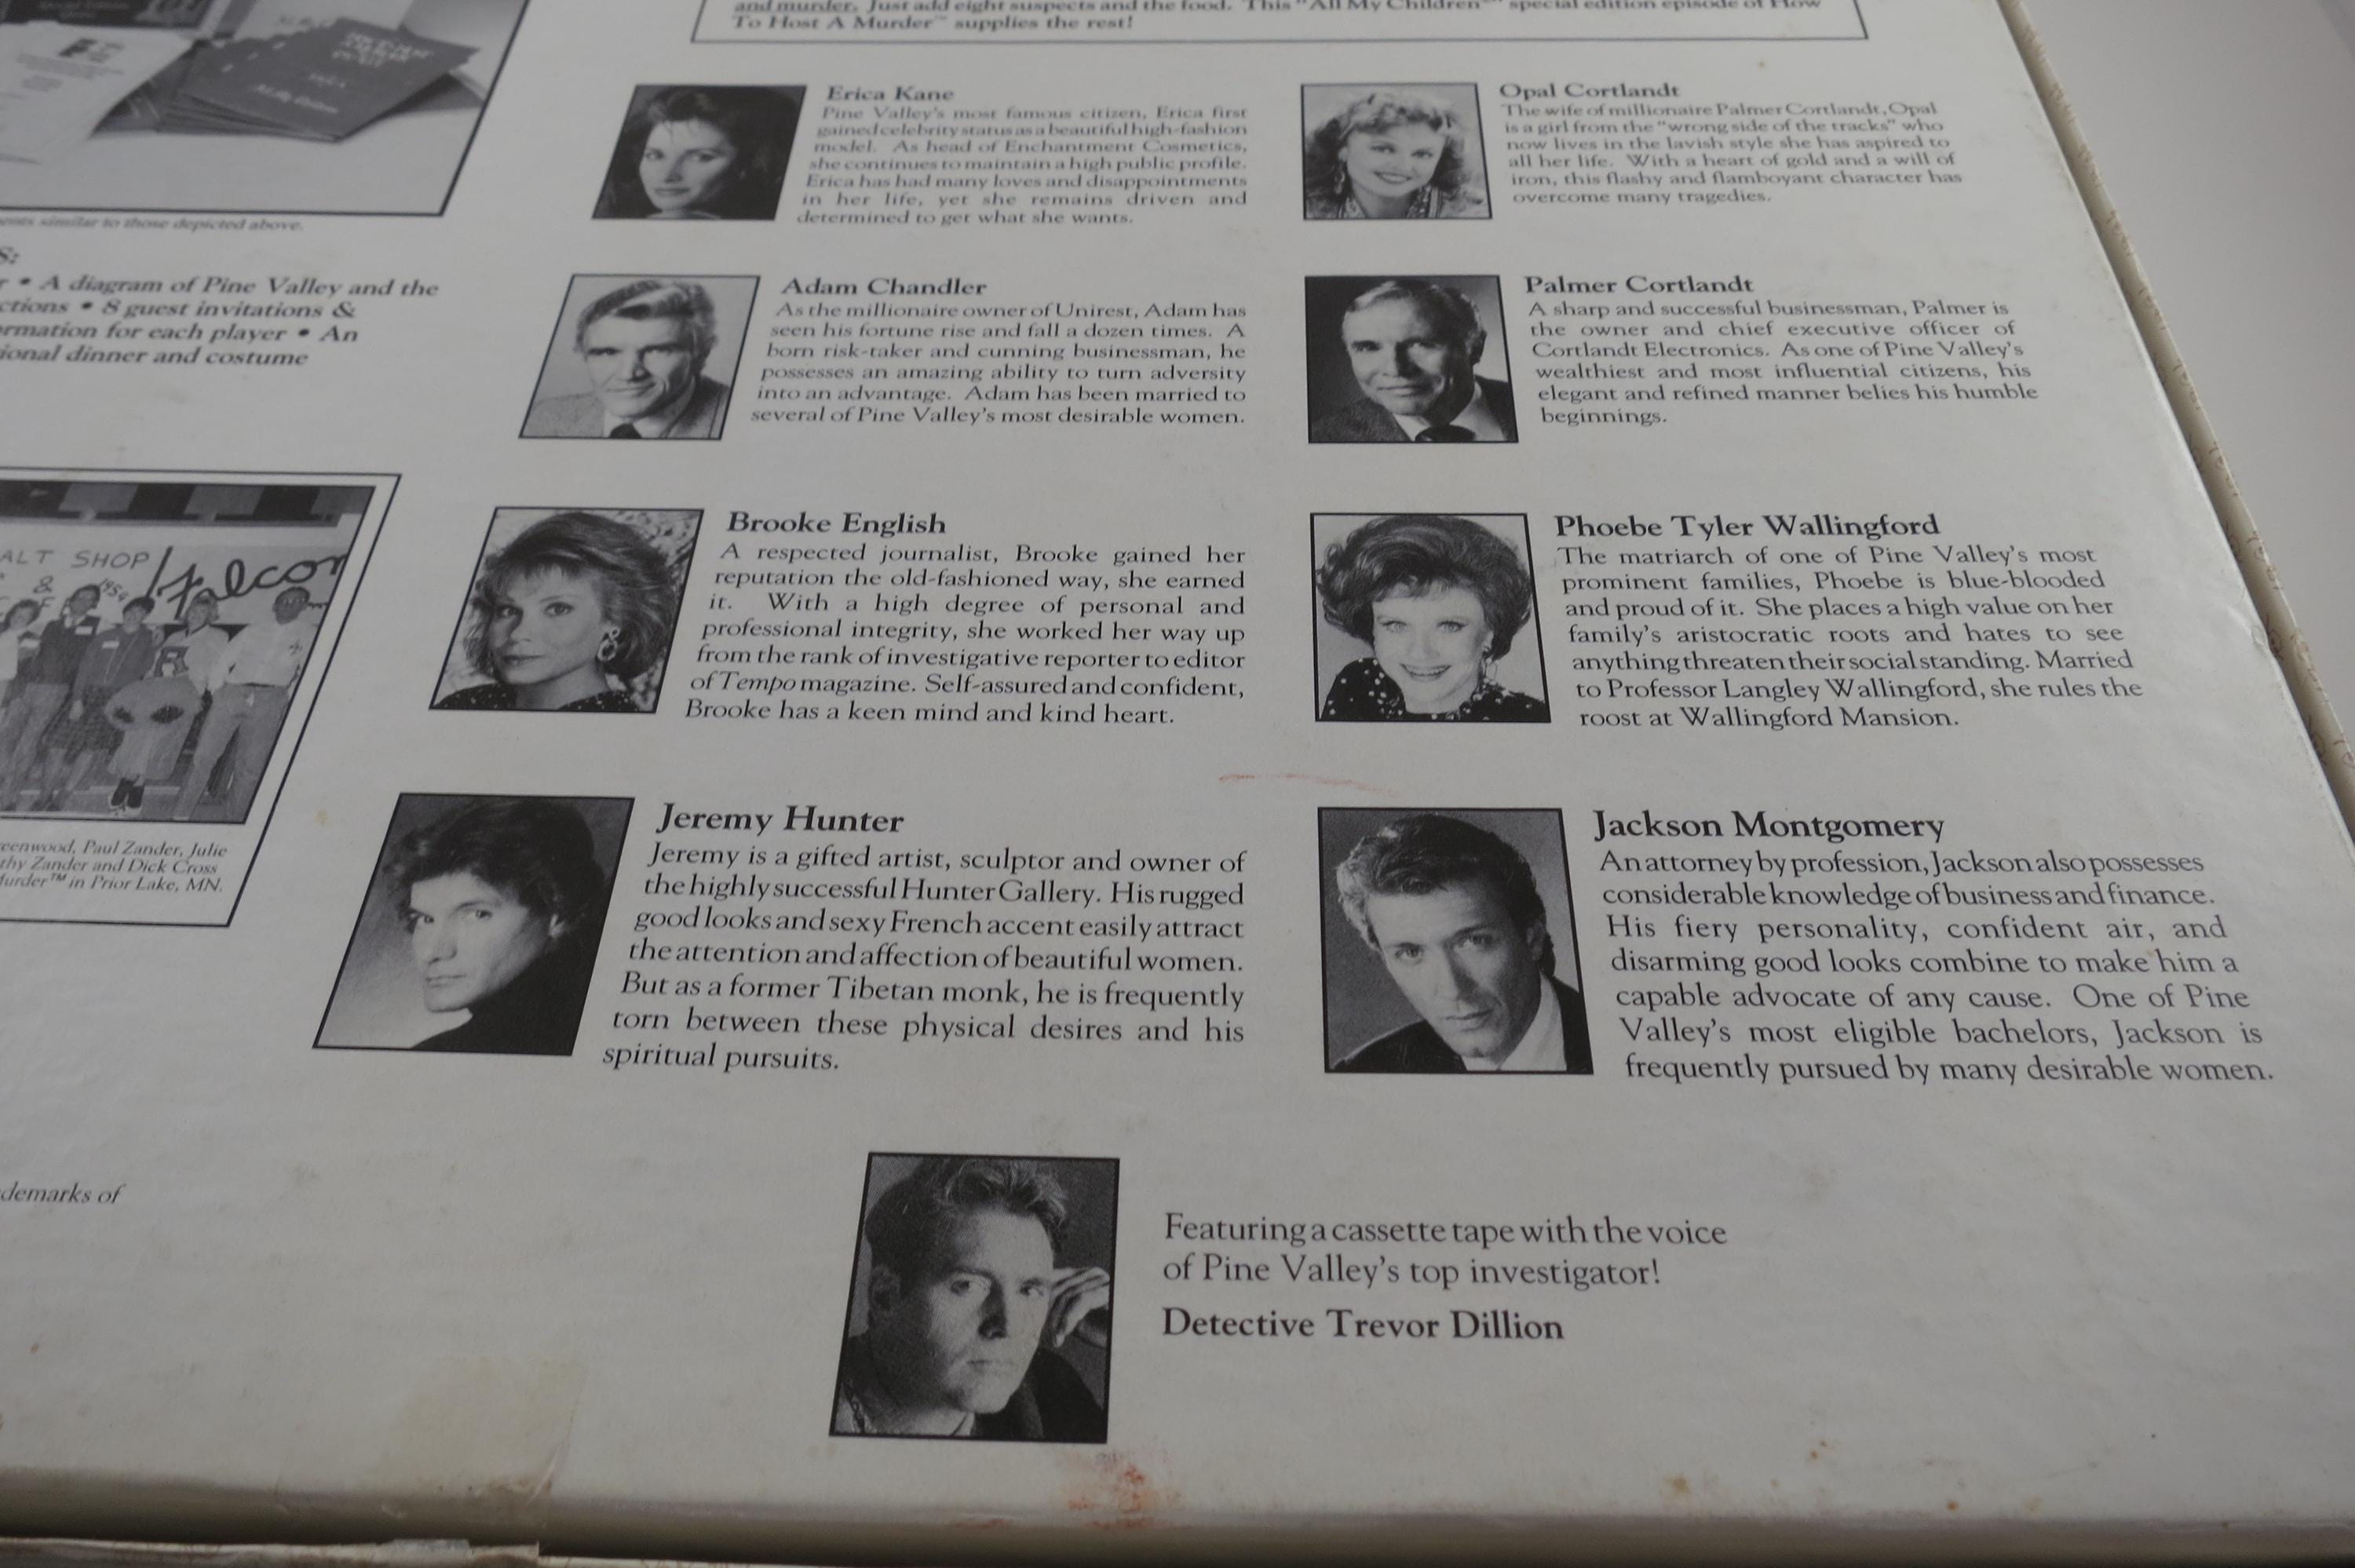 and murder. Just add eight suspects and the food. This "All My Children™" special edition episode of How
To Host A Murder™ supplies the rest!
Erica Kane
Pine Valley's most famous citizen, Erica first
gained celebrity status as a beautiful high-fashion
model. As head of Enchantment Cosmetics,
she continues to maintain a high public profile.
Erica has had many loves and disappointments
in her life, yet she remains driven and
determined to get what she wants.
Opal Cortlandt
The wife of millionaire Palmer Cortlandt, Opal
is a girl from the "wrong side of the tracks" who
now lives in the lavish style she has aspired to
all her life. With a heart of gold and a will of
iron, this flashy and flamboyant character has
overcome many tragedies.
ents similar to those depicted above.
S:
r • A diagram of Pine Valley and the
ctions • 8 guest invitations &
ormation for each player • An
ional dinner and costume
Adam Chandler
As the millionaire owner of Unirest, Adam has
seen his fortune rise and fall a dozen times. A
born risk-taker and cunning businessman, he
possesses an amazing ability to turn adversity
into an advantage. Adam has been married to
several of Pine Valley's most desirable women.
Palmer Cortlandt
A sharp and successful businessman, Palmer is
the owner and chief executive officer of
Cortlandt Electronics. As one of Pine Valley's
wealthiest and most influential citizens, his
elegant and refined manner belies his humble
beginnings.
ALT SHOP
&
1954
Falcon
Brooke English
A respected journalist, Brooke gained her
reputation the old-fashioned way, she earned
it. With a high degree of personal and
professional integrity, she worked her way up
from the rank of investigative reporter to editor
of Tempo magazine. Self-assured and confident,
Brooke has a keen mind and kind heart.
Phoebe Tyler Wallingford
The matriarch of one of Pine Valley's most
prominent families, Phoebe is blue-blooded
and proud of it. She places a high value on her
family's aristocratic roots and hates to see
anything threaten their social standing. Married
to Professor Langley Wallingford, she rules the
roost at Wallingford Mansion.
eenwood, Paul Zander, Julie
thy Zander and Dick Cross
Murder™ in Prior Lake, MN.
Jeremy Hunter
Jeremy is a gifted artist, sculptor and owner of
the highly successful Hunter Gallery. His rugged
good looks and sexy French accent easily attract
the attention and affection of beautiful women.
But as a former Tibetan monk, he is frequently
torn between these physical desires and his
spiritual pursuits.
Jackson Montgomery
An attorney by profession, Jackson also possesses
considerable knowledge of business and finance.
His fiery personality, confident air, and
disarming good looks combine to make him a
capable advocate of any cause. One of Pine
Valley's most eligible bachelors, Jackson is
frequently pursued by many desirable women.
demarks of
Featuring a cassette tape with the voice
of Pine Valley's top investigator!
Detective Trevor Dillion